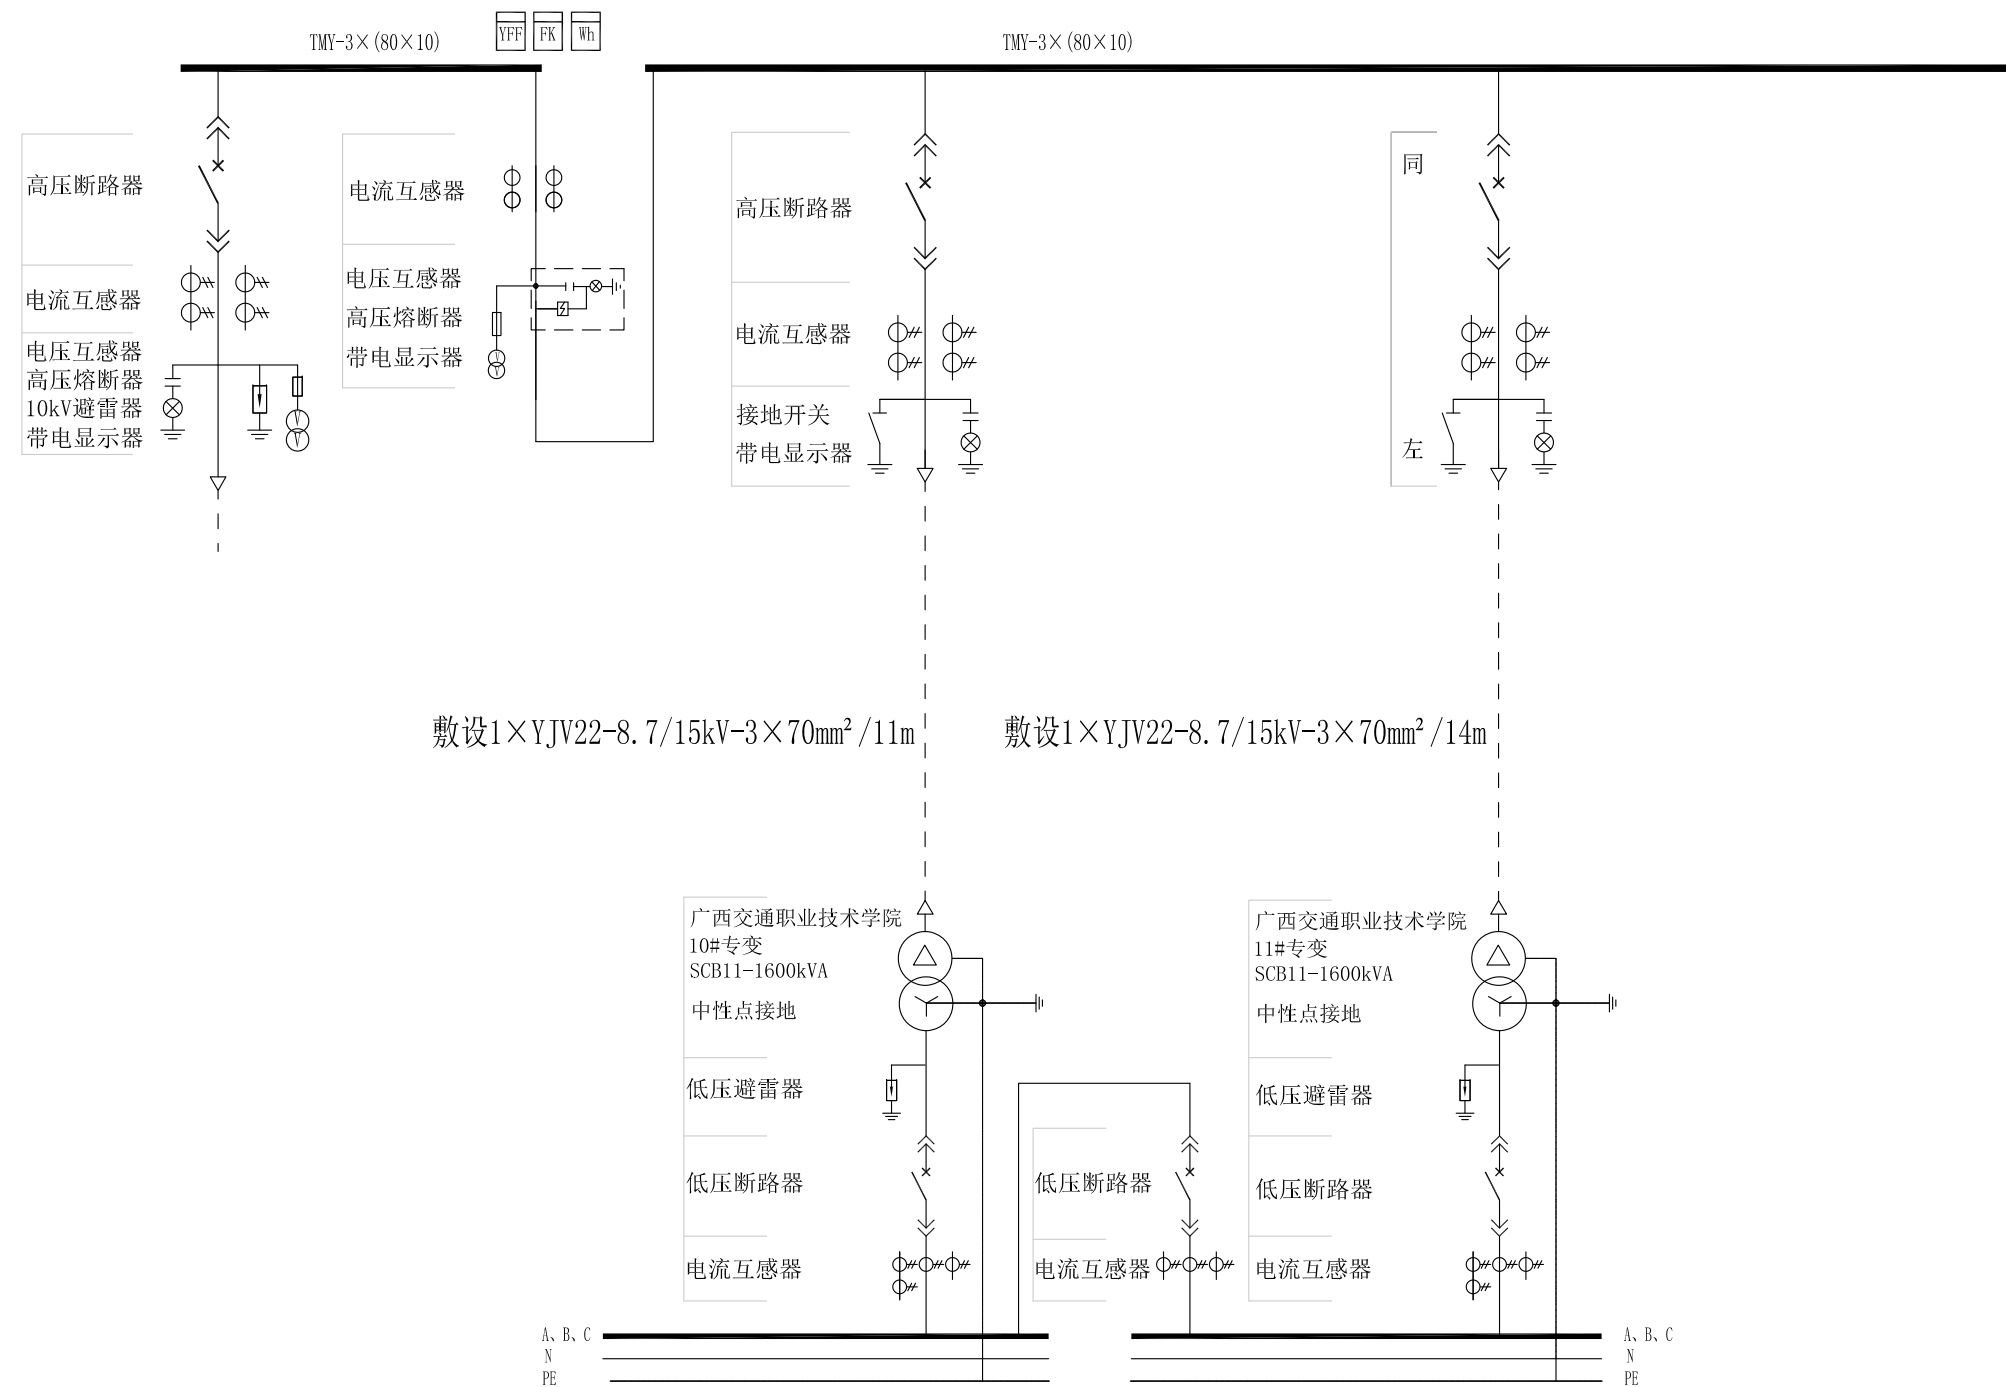 TMY-3×(80×10)
YFF
FK
Wh
TMY-3×(80×10)
高压断路器
电流互感器
电压互感器
高压熔断器
10kV避雷器
带电显示器
电流互感器
电压互感器
高压熔断器
带电显示器
高压断路器
电流互感器
接地开关
带电显示器
同
左
敷设1×YJV22-8.7/15kV-3×70mm²/11m
敷设1×YJV22-8.7/15kV-3×70mm²/14m
广西交通职业技术学院
10#专变
SCB11-1600kVA
中性点接地
低压避雷器
低压断路器
电流互感器
低压断路器
电流互感器
广西交通职业技术学院
11#专变
SCB11-1600kVA
中性点接地
低压避雷器
低压断路器
电流互感器
A、B、C
N
PE
A、B、C
N
PE